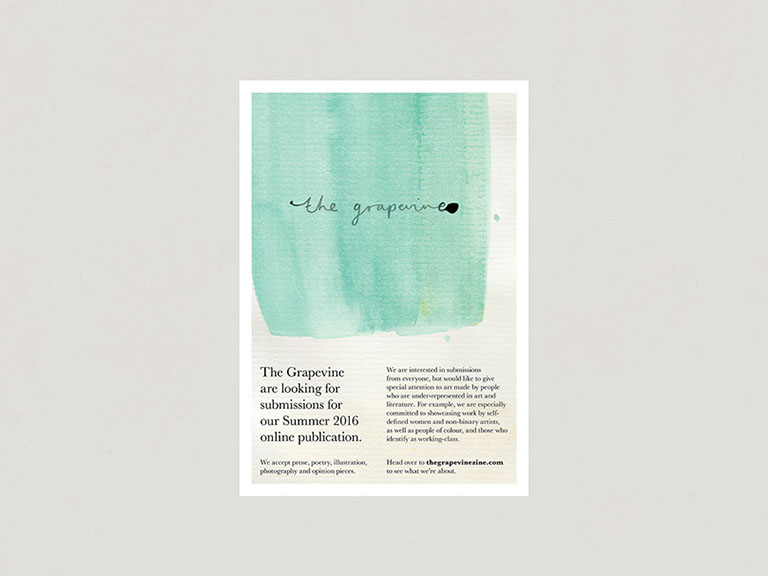 the grapevine
The Grapevine
are looking for
submissions for
our Summer 2016
online publication.
We accept prose, poetry, illustration,
photography and opinion pieces.
We are interested in submissions
from everyone, but would like to give
special attention to art made by people
who are under-represented in art and
literature. For example, we are especially
committed to showcasing work by self-
defined women and non-binary artists,
as well as people of colour, and those who
identify as working-class.
Head over to thegrapevinezine.com
to see what we're about.